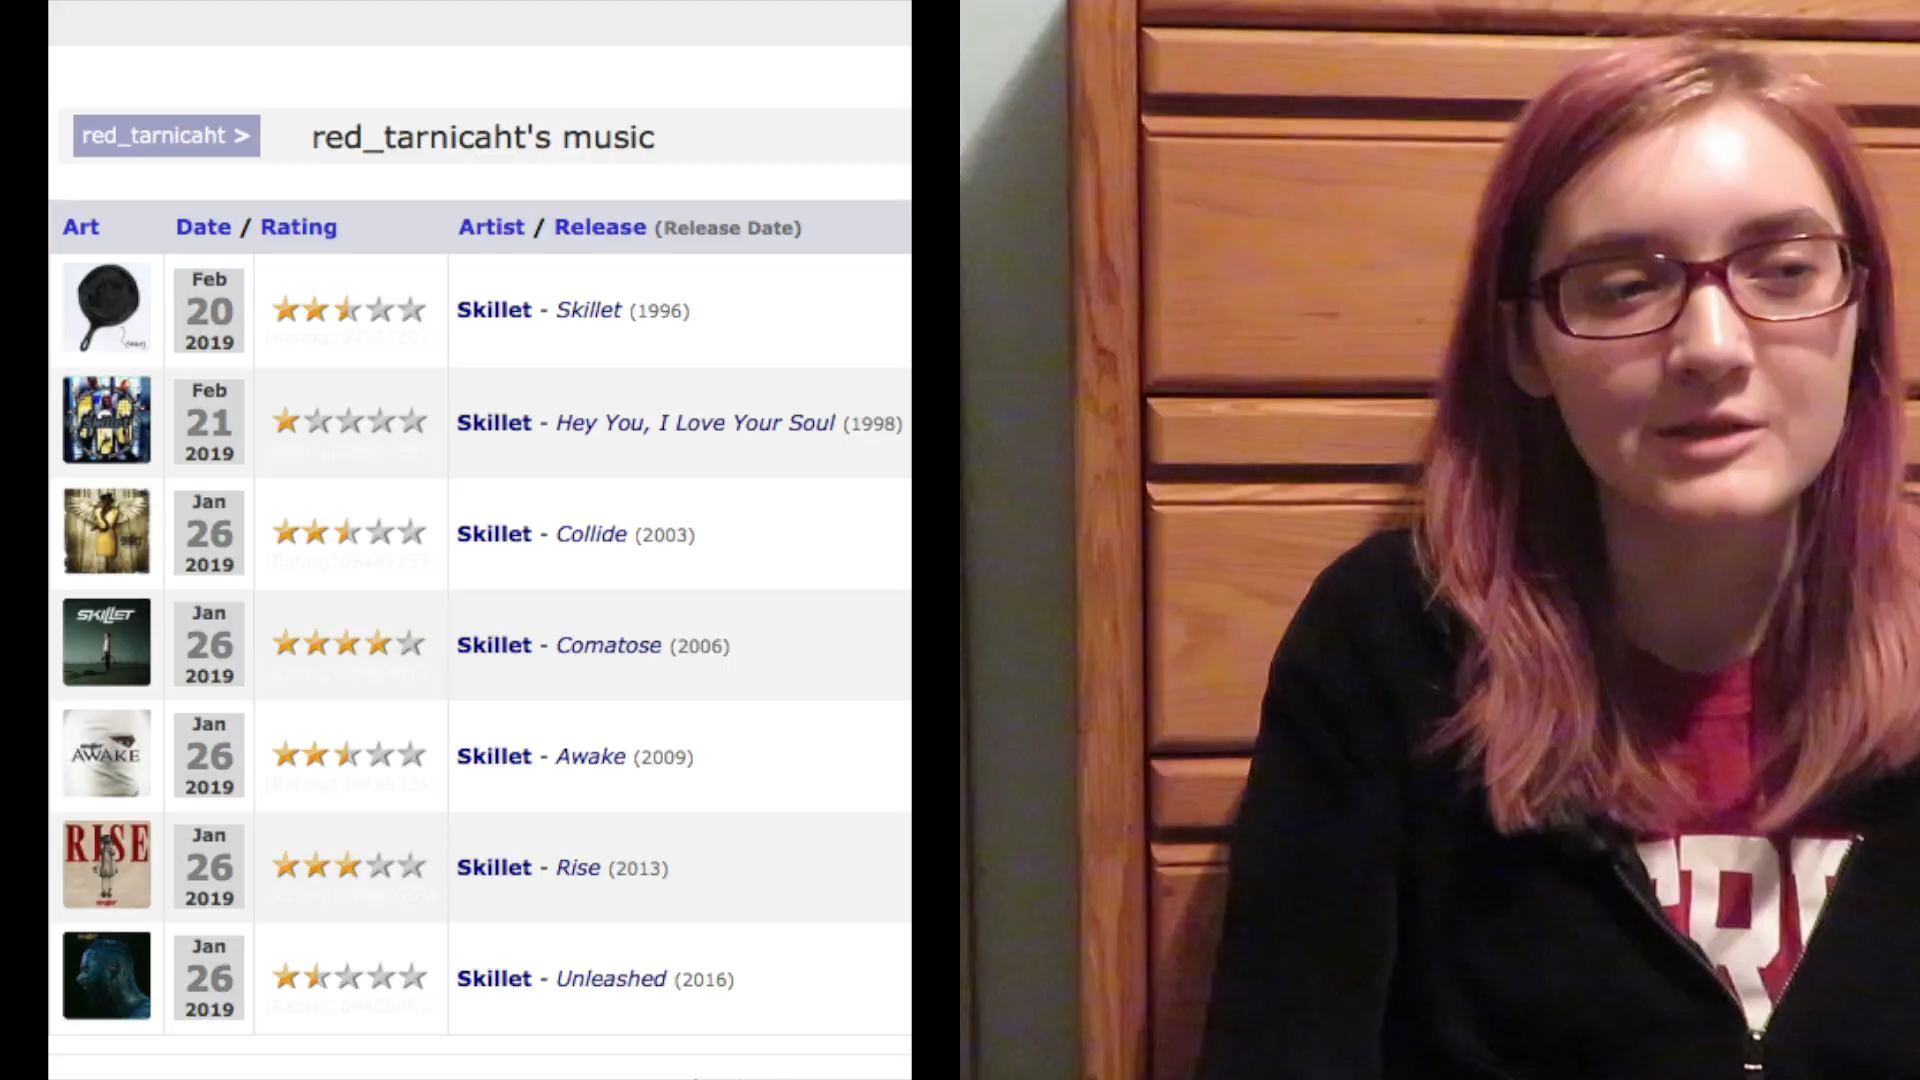 red_tarnicaht > red_tarnicaht's music
Art Date / Rating Artist / Release (Release Date)
Feb 20 2019 Skillet - Skillet (1996)
Feb 21 2019 Skillet - Hey You, I Love Your Soul (1998)
Jan 26 2019 Skillet - Collide (2003)
SKILLET Jan 26 2019 Skillet - Comatose (2006)
AWAKE Jan 26 2019 Skillet - Awake (2009)
RISE Jan 26 2019 Skillet - Rise (2013)
Jan 26 2019 Skillet - Unleashed (2016)